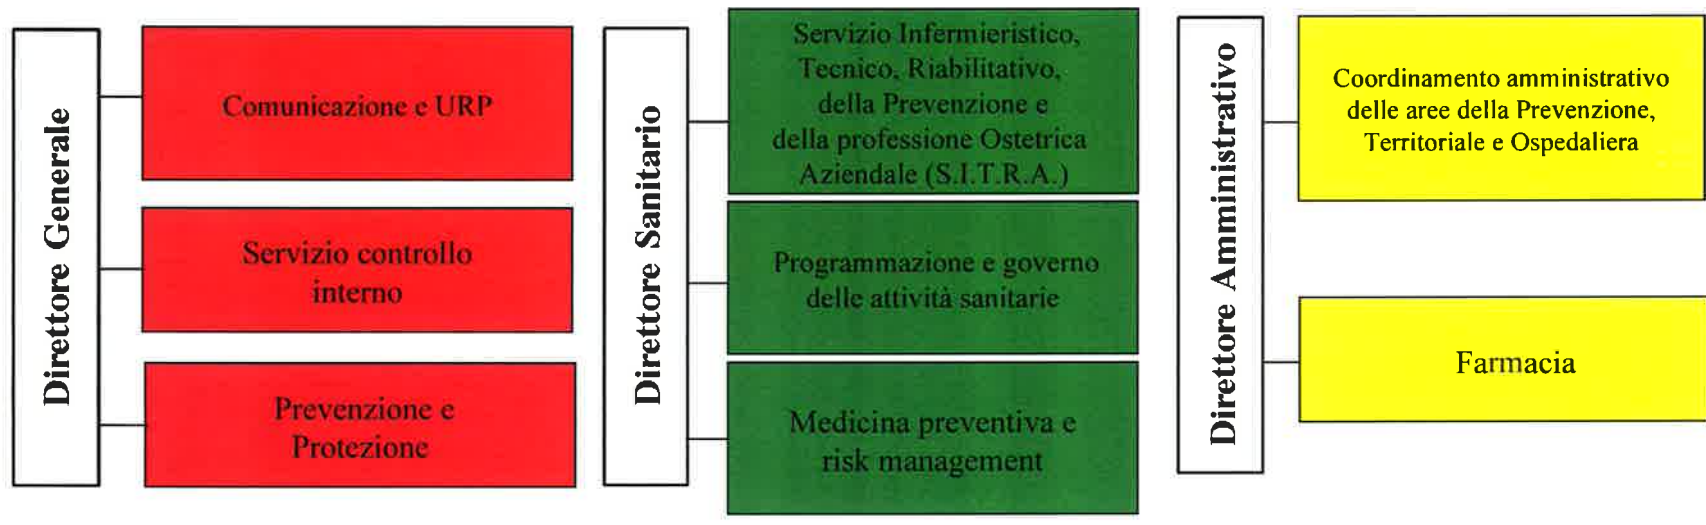 Direttore Generale
Comunicazione e URP
Servizio controllo
interno
Prevenzione e
Protezione
Direttore Sanitario
Servizio Infermieristico,
Tecnico, Riabilitativo,
della Prevenzione e
della professione Ostetrica
Aziendale (S.I.T.R.A.)
Programmazione e governo
delle attività sanitarie
Medicina preventiva e
risk management
Direttore Amministrativo
Coordinamento amministrativo
delle aree della Prevenzione,
Territoriale e Ospedaliera
Farmacia